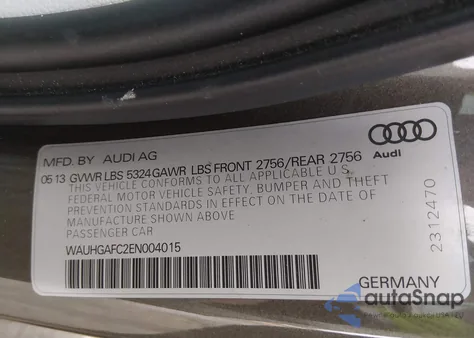 MFD. BY AUDI AG
05 13 GVWR LBS 5324 GAWR LBS FRONT 2756/REAR 2756
THIS VEHICLE CONFORMS TO ALL APPLICABLE U.S.
FEDERAL MOTOR VEHICLE SAFETY, BUMPER AND THEFT
PREVENTION STANDARDS IN EFFECT ON THE DATE OF
MANUFACTURE SHOWN ABOVE
PASSENGER CAR
WAUHGAFC2EN004015
Audi
2312470
GERMANY
autoSnap